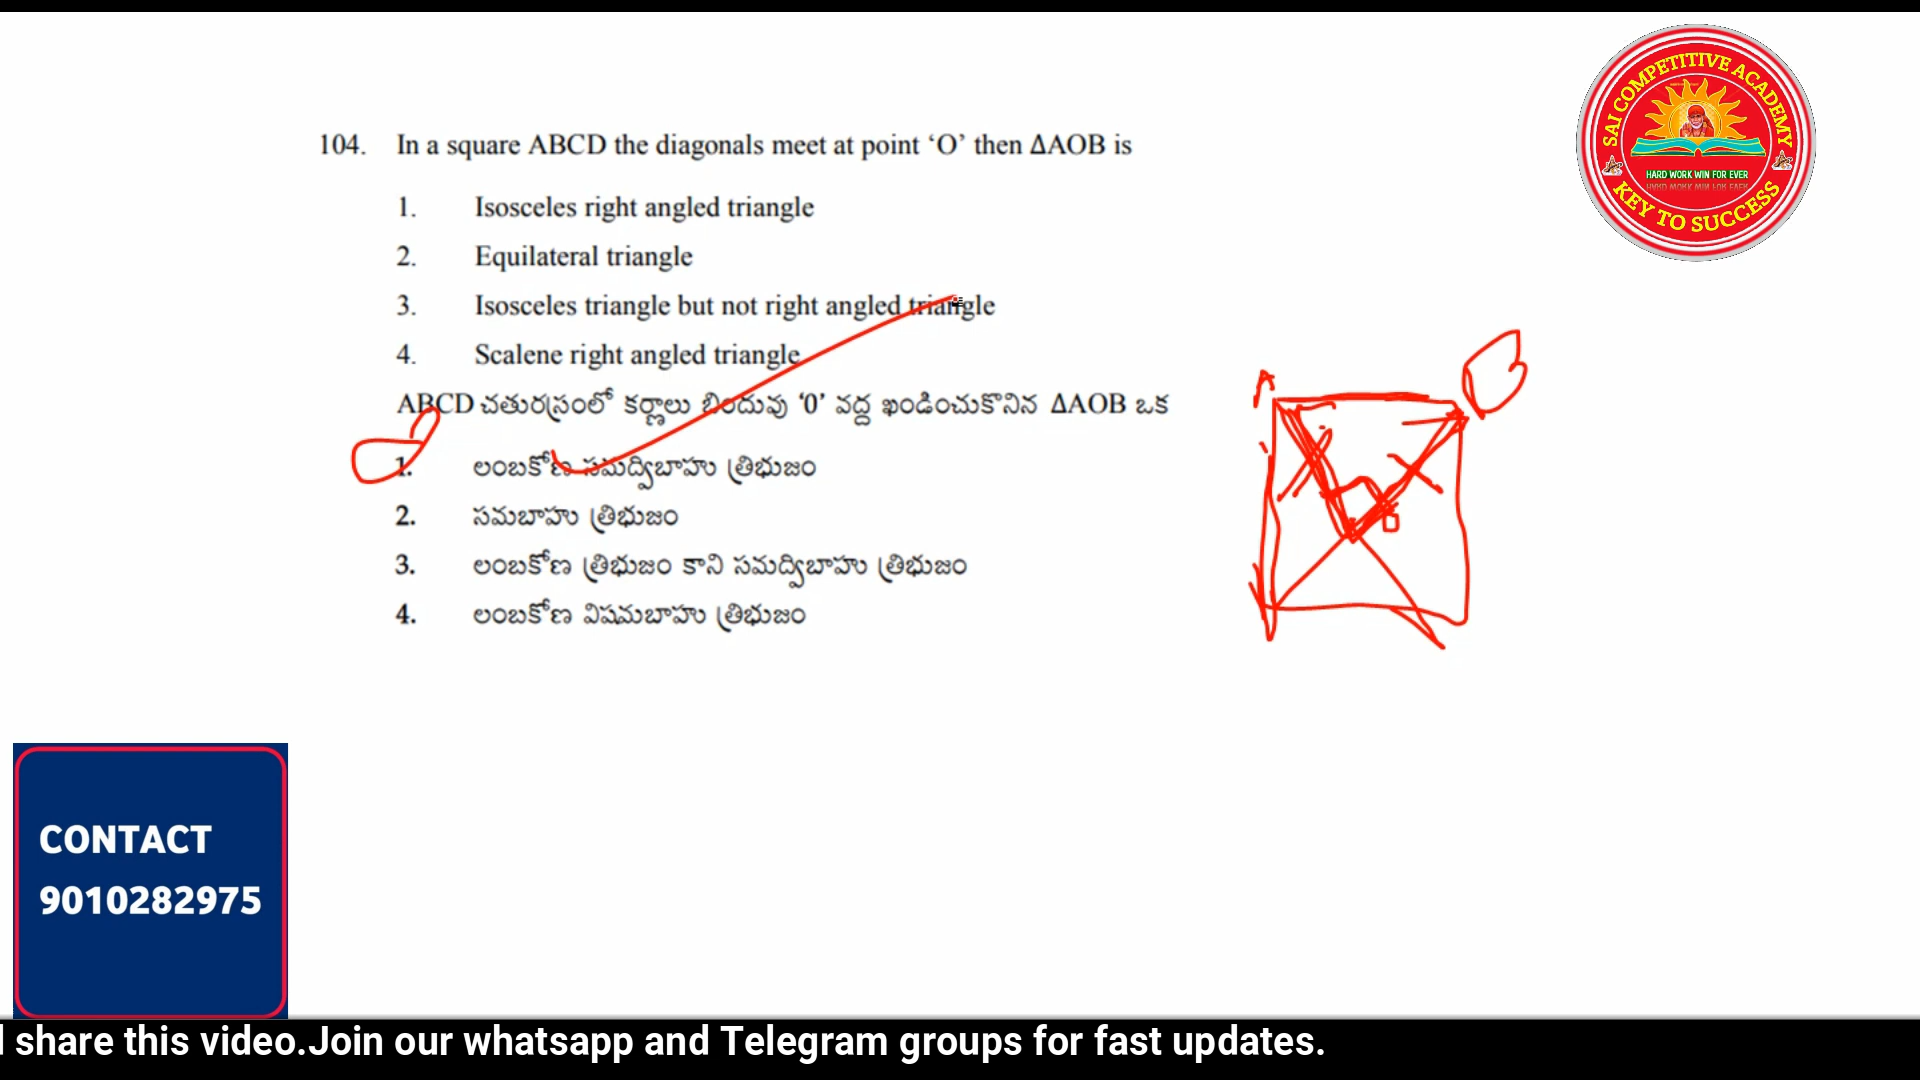 SAI COMPETITIVE ACADEMY
HARD WORK WIN FOR EVER
KEY TO SUCCESS
104. In a square ABCD the diagonals meet at point ‘O’ then ΔAOB is
1. Isosceles right angled triangle
2. Equilateral triangle
3. Isosceles triangle but not right angled triangle
4. Scalene right angled triangle
ABCD చతురస్రంలో కర్ణాలు బిందువు ‘0’ వద్ద ఖండించుకొనిన ΔAOB ఒక
1. లంబకోణ సమద్విబాహు త్రిభుజం
2. సమబాహు త్రిభుజం
3. లంబకోణ త్రిభుజం కాని సమద్విబాహు త్రిభుజం
4. లంబకోణ విషమబాహు త్రిభుజం
A
CONTACT
9010282975
share this video.Join our whatsapp and Telegram groups for fast updates.